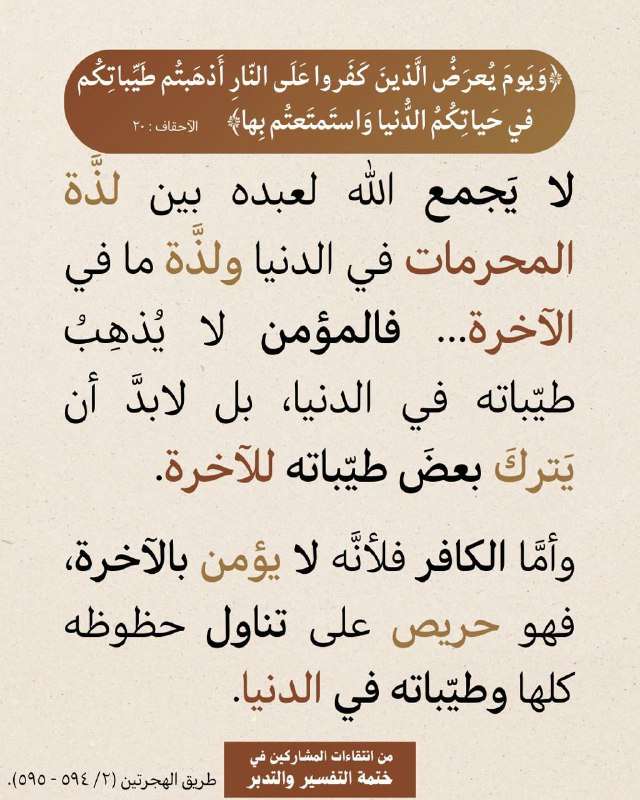 ﴿وَيَومَ يُعرَضُ الَّذينَ كَفَروا عَلَى النّارِ أَذهَبتُم طَيِّباتِكُم
في حَياتِكُمُ الدُّنيا وَاستَمتَعتُم بِها﴾ الأحقاف : ٢٠
لا يَجمع الله لعبده بين لذَّة
المحرمات في الدنيا ولذَّة ما في
الآخرة... فالمؤمن لا يُذهِبُ
طيّباته في الدنيا، بل لابدَّ أن
يَتركَ بعضَ طيّباته للآخرة.
وأمَّا الكافر فلأنَّه لا يؤمن بالآخرة،
فهو حريص على تناول حظوظه
كلها وطيّباته في الدنيا.
من انتقاءات المشاركين في
ختمة التفسير والتدبر
طريق الهجرتين (٢/ ٥٩٤ - ٥٩٥).